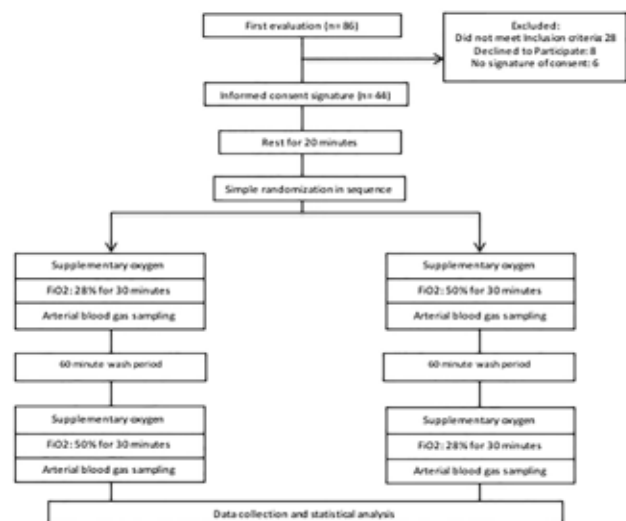 First evaluation (n=86)
Excluded:
Did not meet Inclusion criteria: 28
Declined to Participate: 8
No signature of consent: 6
Informed consent signature (n=44)
Rest for 20 minutes
Simple randomization in sequence
Supplementary oxygen
FiO2: 28% for 30 minutes
Arterial blood gas sampling
60 minute wash period
Supplementary oxygen
FiO2: 50% for 30 minutes
Arterial blood gas sampling
Supplementary oxygen
FiO2: 50% for 30 minutes
Arterial blood gas sampling
60 minute wash period
Supplementary oxygen
FiO2: 28% for 30 minutes
Arterial blood gas sampling
Data collection and statistical analysis